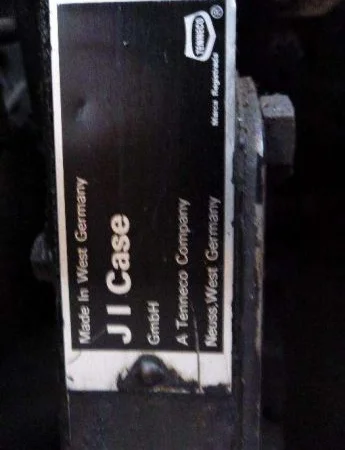 Made In West Germany
J I Case
GmbH
A Tenneco Company
Neuss, West Germany
TENNECO
®
Marca Registrada